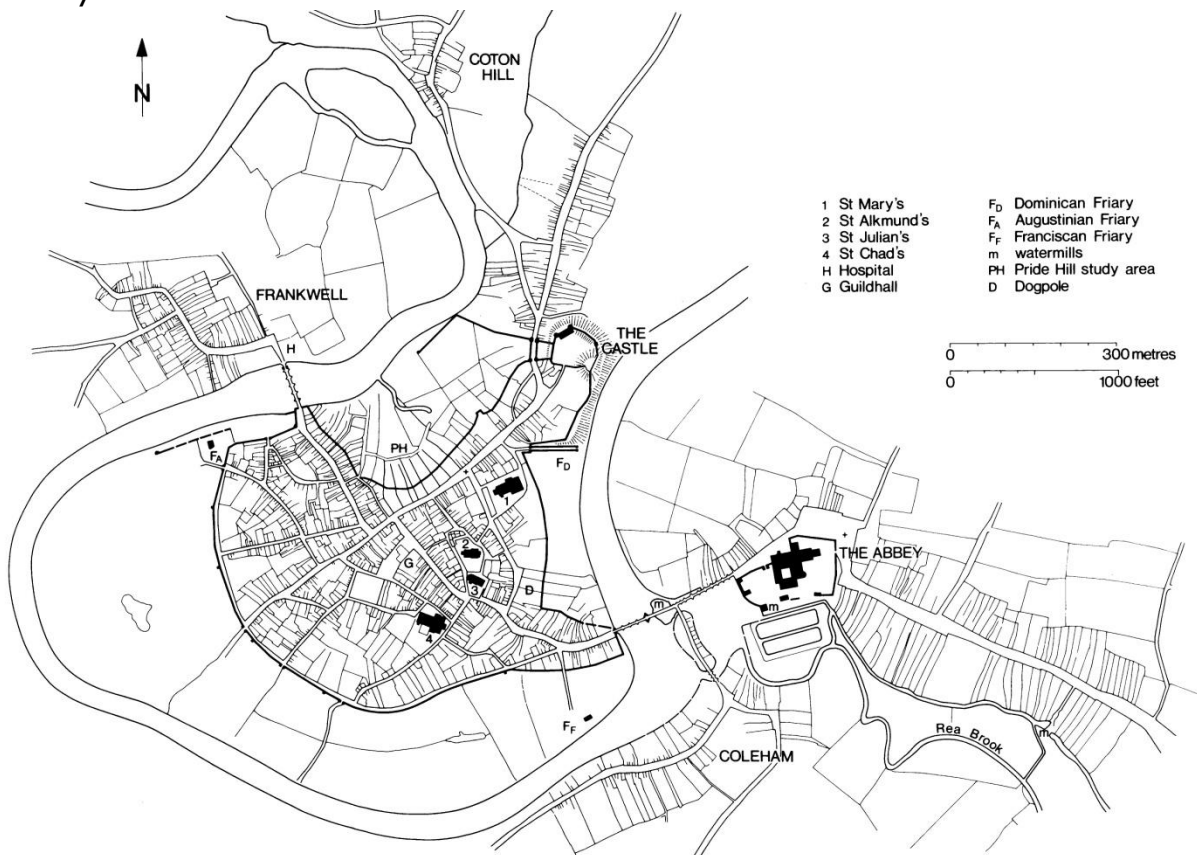 COTON
HILL
N
1 St Mary's
2 St Alkmund's
3 St Julian's
4 St Chad's
H Hospital
G Guildhall
FD Dominican Friary
FA Augustinian Friary
FF Franciscan Friary
m watermills
PH Pride Hill study area
D Dogpole
FRANKWELL
H
THE
CASTLE
0 300 metres
0 1000 feet
PH
FA
FD
1
2
G
3
D
4
THE ABBEY
m
m
FF
COLEHAM
Rea Brook
m